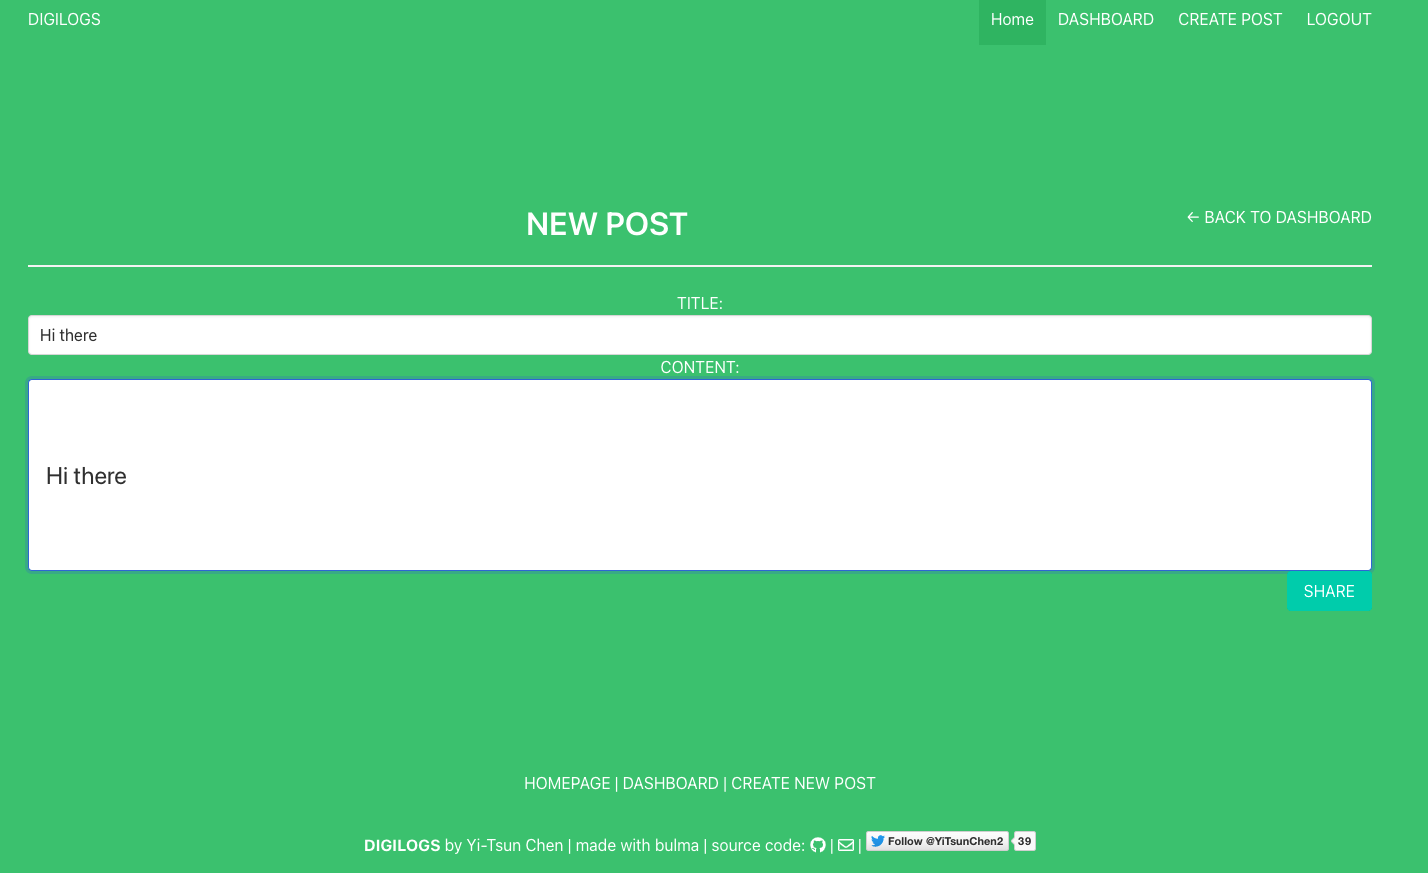 DIGILOGS Home DASHBOARD CREATE POST LOGOUT
NEW POST ← BACK TO DASHBOARD
TITLE:
Hi there
CONTENT:
Hi there
SHARE
HOMEPAGE | DASHBOARD | CREATE NEW POST
DIGILOGS by Yi-Tsun Chen | made with bulma | source code: | | Follow @YiTsunChen2 39